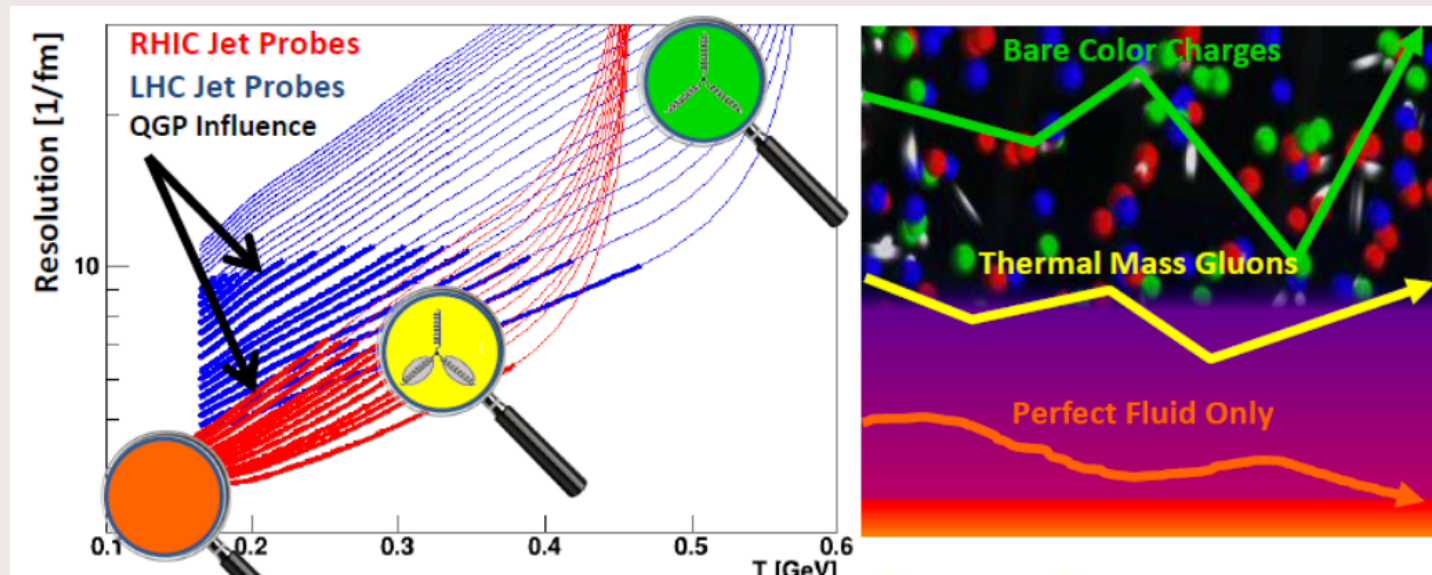 RHIC Jet Probes
LHC Jet Probes
QGP Influence
Resolution [1/fm]
10
0.1
0.2
0.3
0.4
0.5
0.6
T [GeV]
Bare Color Charges
Thermal Mass Gluons
Perfect Fluid Only